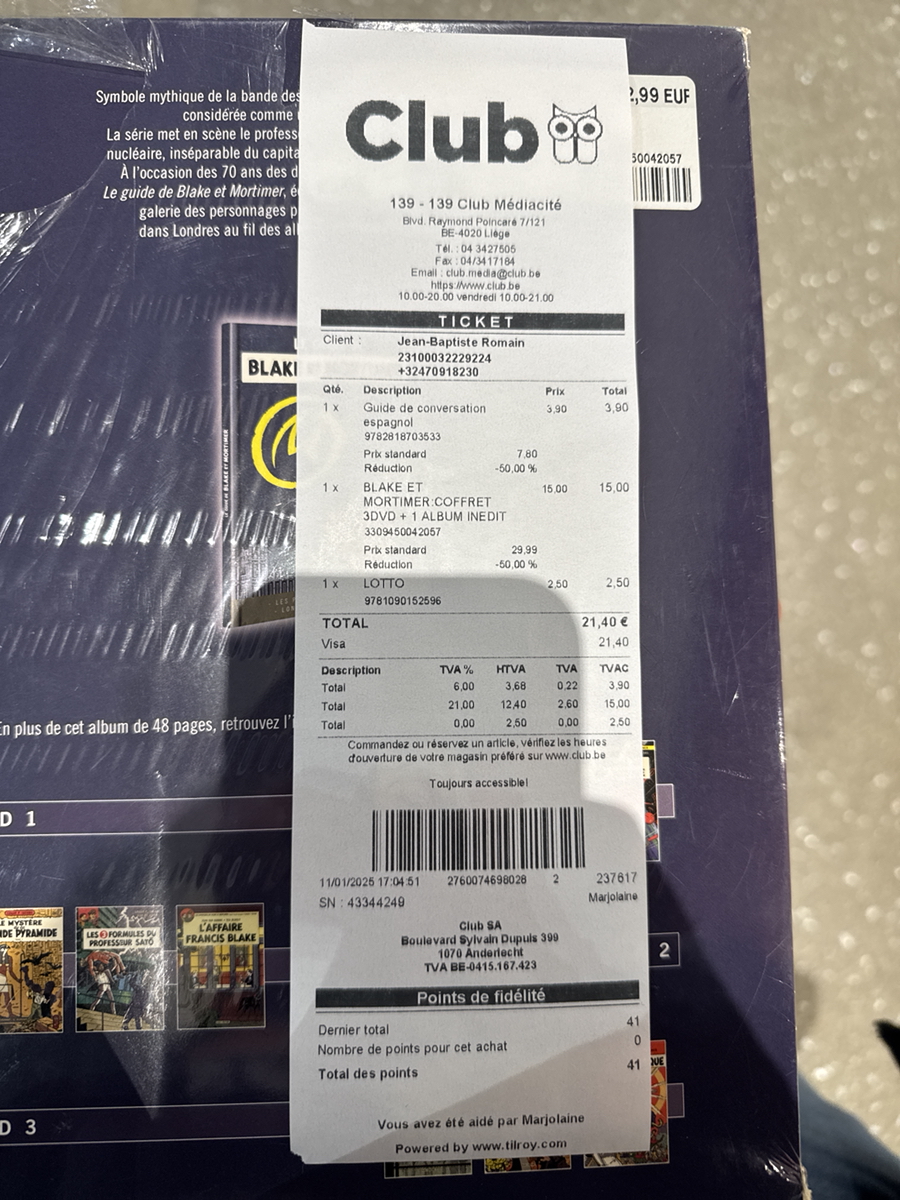 Symbole mythique de la bande des
considérée comme
La série met en scène le profess
nucléaire, inséparable du capita
À l'occasion des 70 ans des d
Le guide de Blake et Mortimer, é
galerie des personnages p
dans Londres au fil des al
2,99 EUR
50042057
BLAKE
LE GUIDE DE BLAKE ET MORTIMER
En plus de cet album de 48 pages, retrouvez l'i
D 1
LE MYSTÈRE
DE PYRAMIDE
LES 3 FORMULES DU
PROFESSEUR SATŌ
L'AFFAIRE
FRANCIS BLAKE
2
D 3
Club
139 - 139 Club Médiacité
Blvd. Raymond Poincaré 7/121
BE-4020 Liège
Tél. : 04 3427505
Fax : 04/3417184
Email : club.media@club.be
https://www.club.be
10.00-20.00 vendredi 10.00-21.00
TICKET
Client : Jean-Baptiste Romain
23100032229224
+32470918230
Qté. Description Prix Total
1 x Guide de conversation 3,90 3,90
espagnol
9782818703533
Prix standard 7,80
Réduction -50,00 %
1 x BLAKE ET 15,00 15,00
MORTIMER:COFFRET
3DVD + 1 ALBUM INEDIT
3309450042057
Prix standard 29,99
Réduction -50,00 %
1 x LOTTO 2,50 2,50
9781090152596
TOTAL 21,40 €
Visa 21,40
Description TVA % HTVA TVA TVAC
Total 6,00 3,68 0,22 3,90
Total 21,00 12,40 2,60 15,00
Total 0,00 2,50 0,00 2,50
Commandez ou réservez un article, vérifiez les heures
d'ouverture de votre magasin préféré sur www.club.be
Toujours accessible!
11/01/2025 17:04:51 2760074698028 2 237617
SN : 43344249 Marjolaine
Club SA
Boulevard Sylvain Dupuis 399
1070 Anderlecht
TVA BE-0415.167.423
Points de fidélité
Dernier total 41
Nombre de points pour cet achat 0
Total des points 41
Vous avez été aidé par Marjolaine
Powered by www.tilroy.com